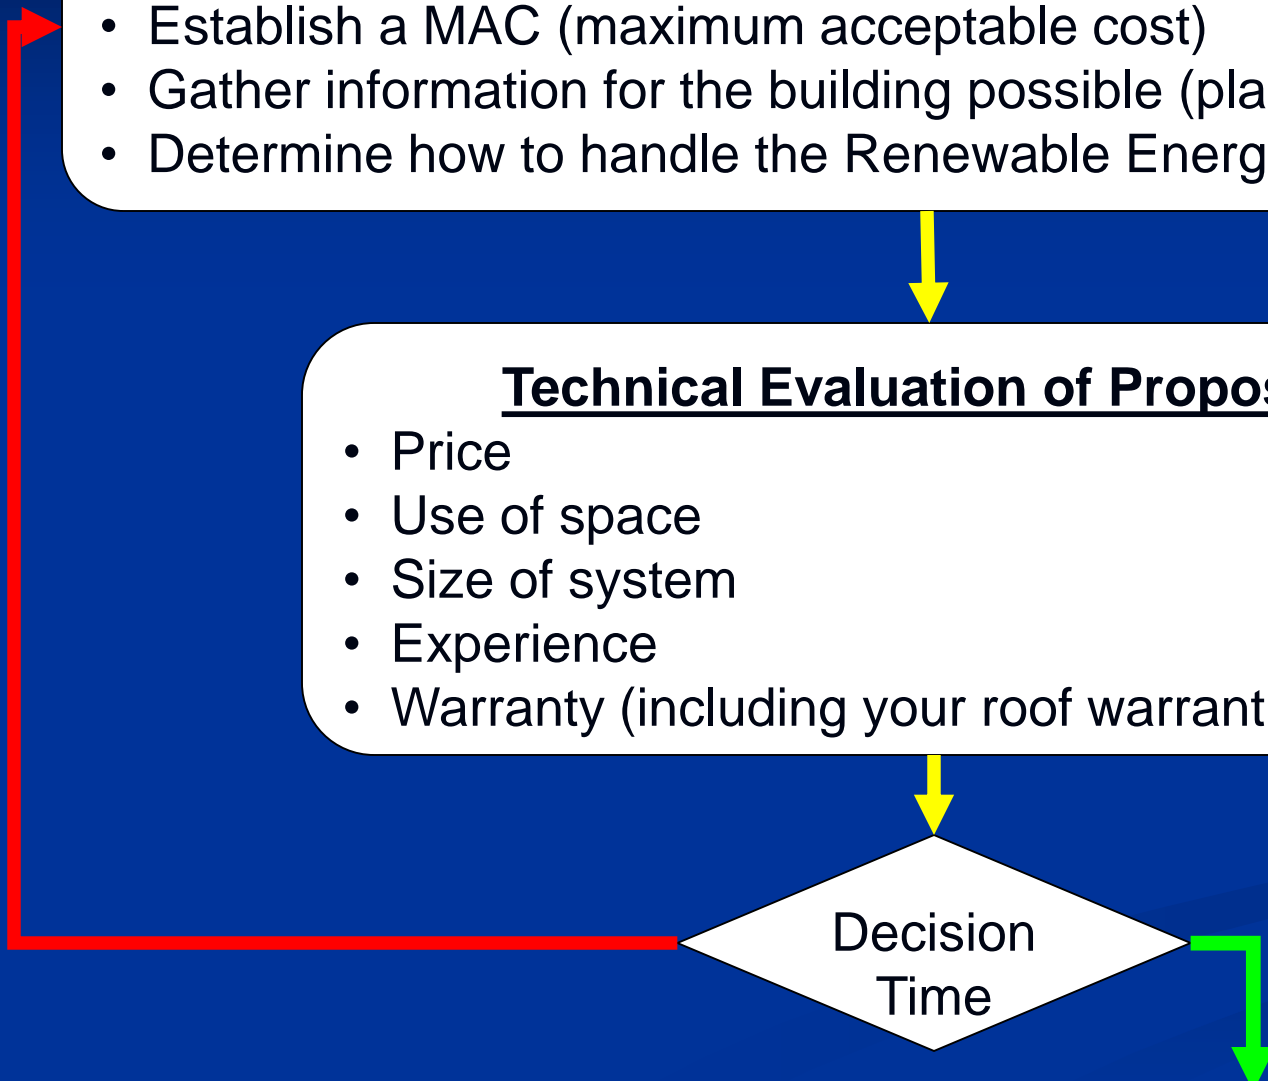 • Establish a MAC (maximum acceptable cost)
• Gather information for the building possible (pla
• Determine how to handle the Renewable Energ
Technical Evaluation of Propos
• Price
• Use of space
• Size of system
• Experience
• Warranty (including your roof warrant
Decision
Time